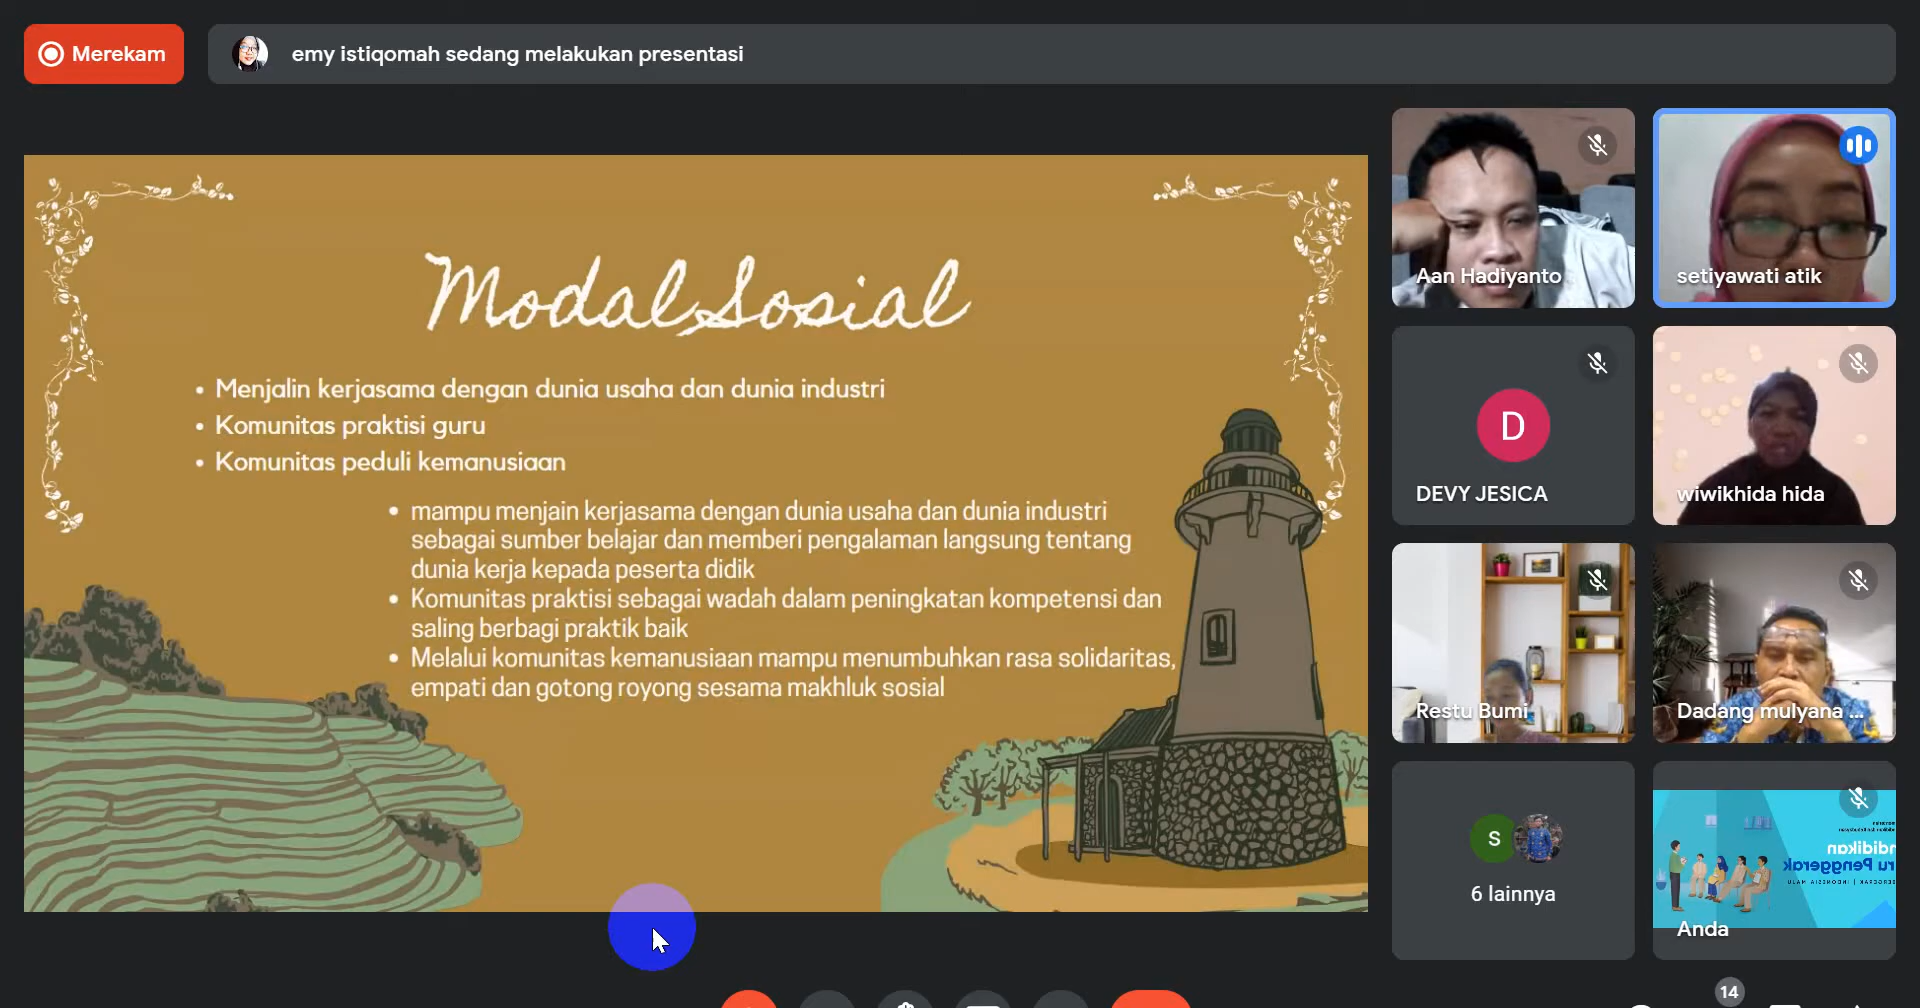 Merekam
emy istiqomah sedang melakukan presentasi
Modal Sosial
• Menjalin kerjasama dengan dunia usaha dan dunia industri
• Komunitas praktisi guru
• Komunitas peduli kemanusiaan
• mampu menjain kerjasama dengan dunia usaha dan dunia industri
sebagai sumber belajar dan memberi pengalaman langsung tentang
dunia kerja kepada peserta didik
• Komunitas praktisi sebagai wadah dalam peningkatan kompetensi dan
saling berbagi praktik baik
• Melalui komunitas kemanusiaan mampu menumbuhkan rasa solidaritas,
empati dan gotong royong sesama makhluk sosial
Aan Hadiyanto
setiyawati atik
D
DEVY JESICA
wiwikhida hida
Restu Bumi
Dadang mulyana ...
S
6 lainnya
ndidikan
ru Penggerak
Anda
14